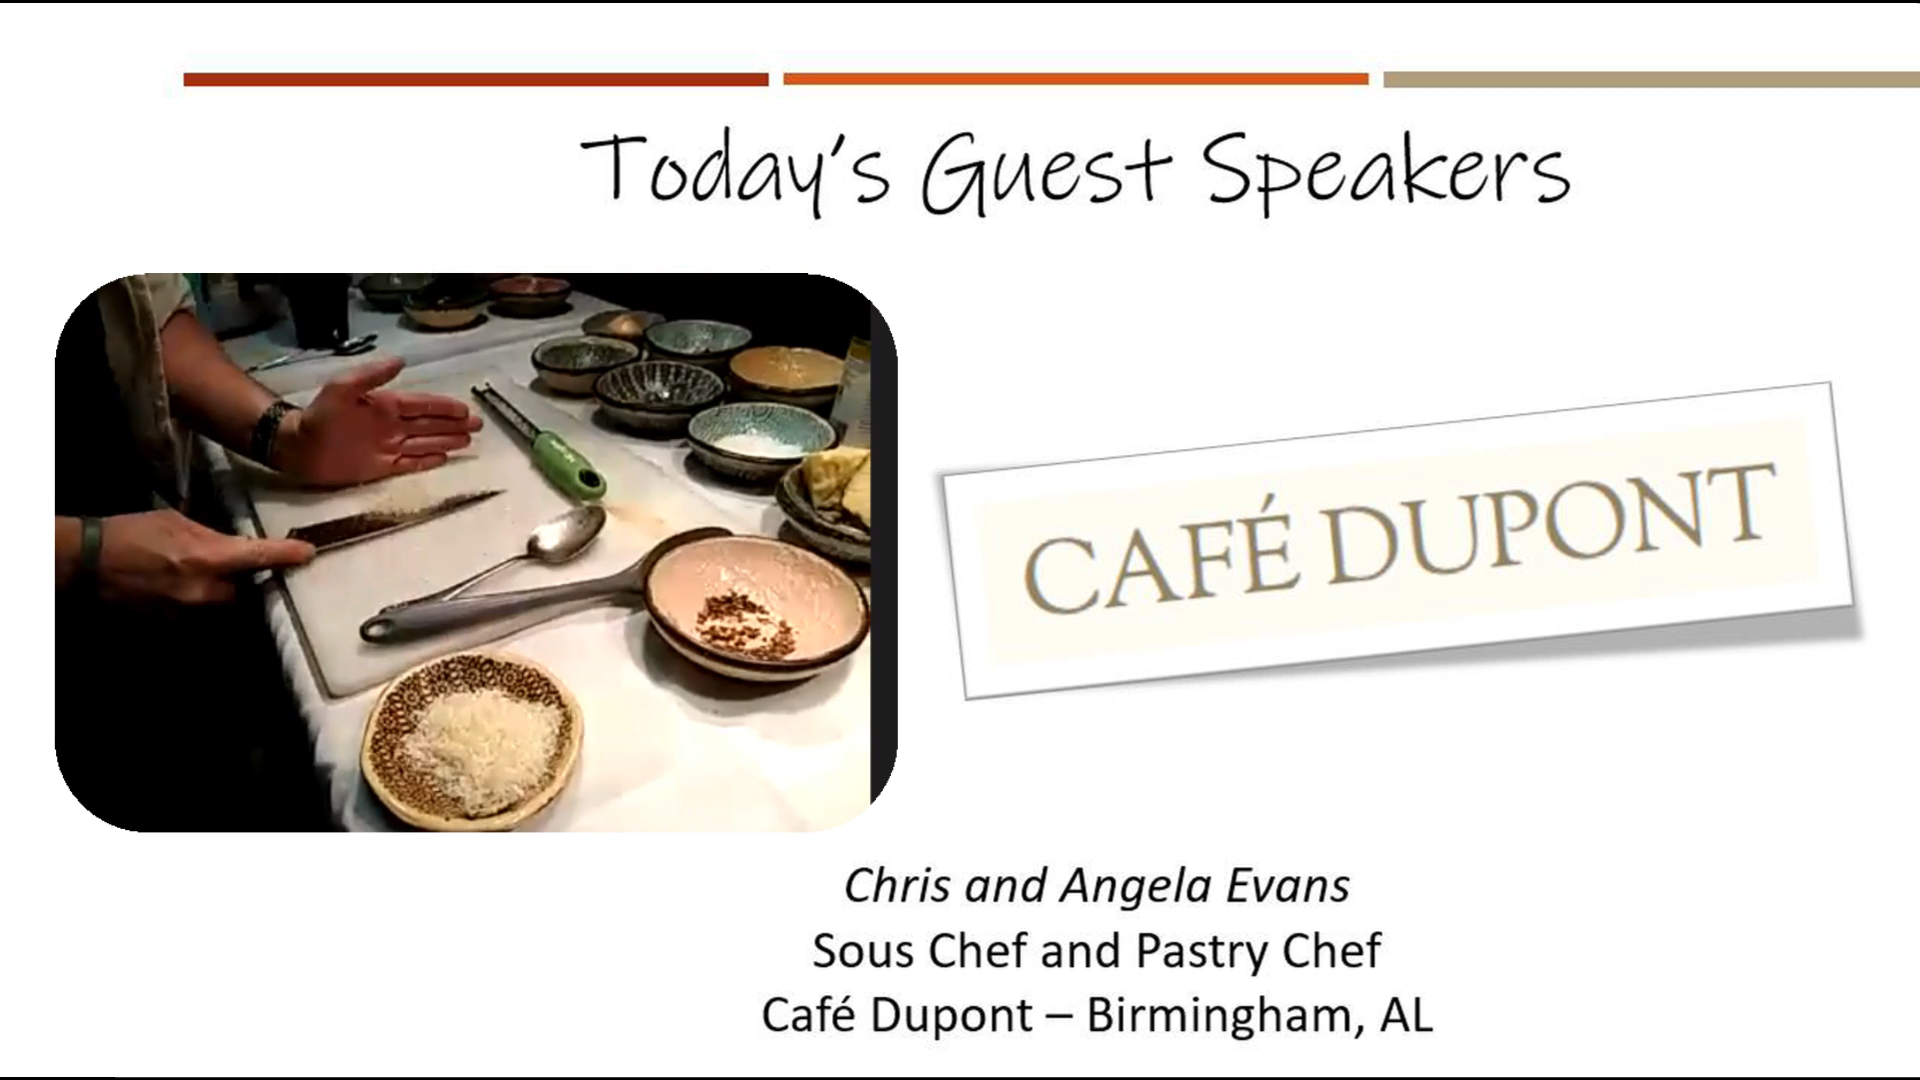 Today's Guest Speakers
CAFÉ DUPONT
Chris and Angela Evans
Sous Chef and Pastry Chef
Café Dupont – Birmingham, AL